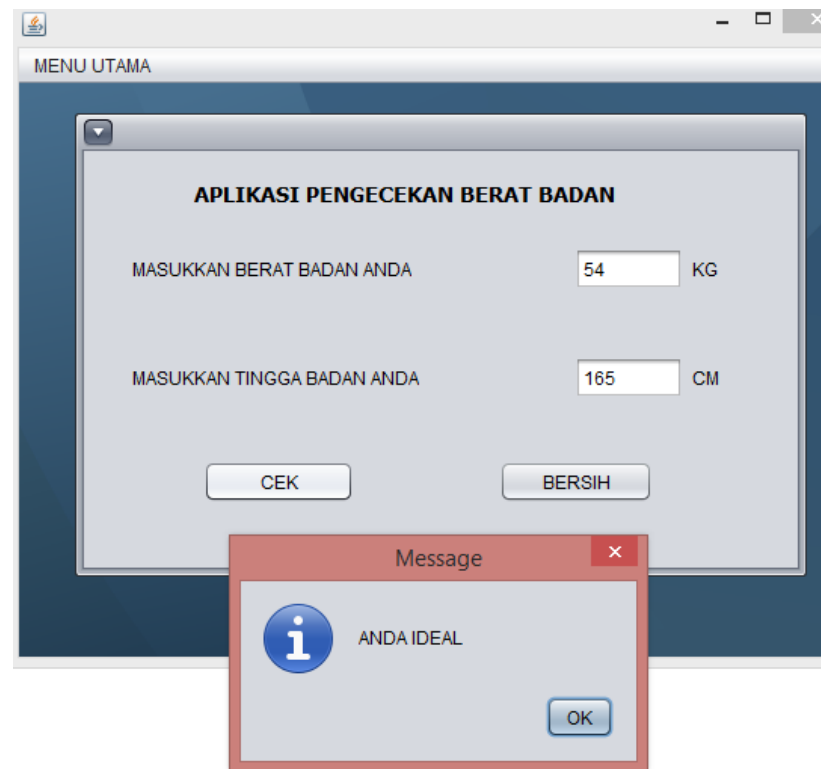 MENU UTAMA
APLIKASI PENGECEKAN BERAT BADAN
MASUKKAN BERAT BADAN ANDA 54 KG
MASUKKAN TINGGA BADAN ANDA 165 CM
CEK BERSIH
Message
ANDA IDEAL
OK